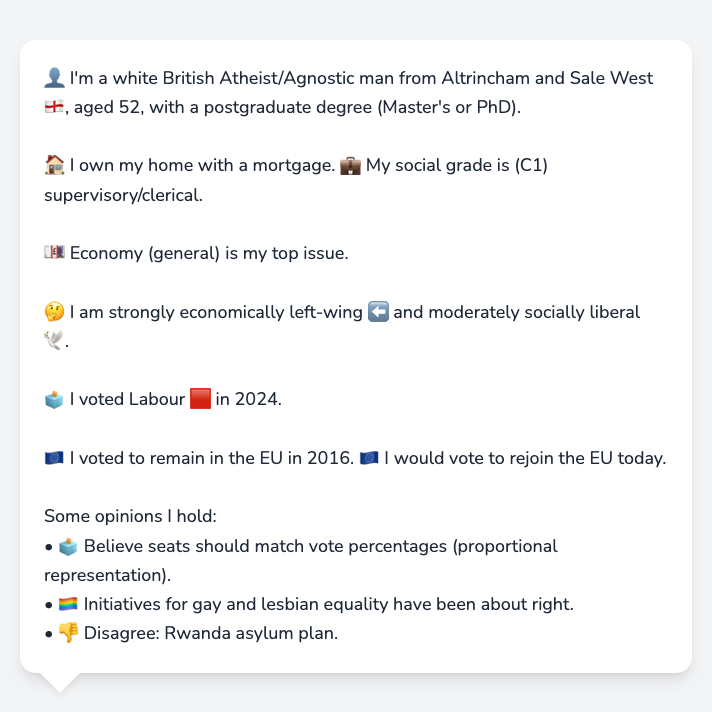 👤 I'm a white British Atheist/Agnostic man from Altrincham and Sale West
🏴󠁧󠁢󠁥󠁮󠁧󠁿, aged 52, with a postgraduate degree (Master's or PhD).
🏠 I own my home with a mortgage. 💼 My social grade is (C1)
supervisory/clerical.
💷 Economy (general) is my top issue.
🤔 I am strongly economically left-wing ⬅️ and moderately socially liberal
🕊️.
🗳️ I voted Labour 🟥 in 2024.
🇪🇺 I voted to remain in the EU in 2016. 🇪🇺 I would vote to rejoin the EU today.
Some opinions I hold:
• 🗳️ Believe seats should match vote percentages (proportional
representation).
• 🏳️‍🌈 Initiatives for gay and lesbian equality have been about right.
• 👎 Disagree: Rwanda asylum plan.